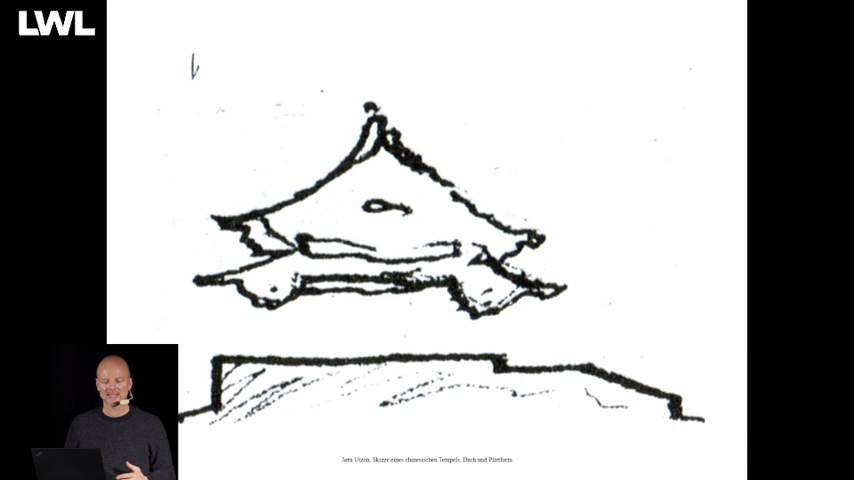 LWL
Jørn Utzon, Skizze eines chinesischen Tempels, Dach und Plattform